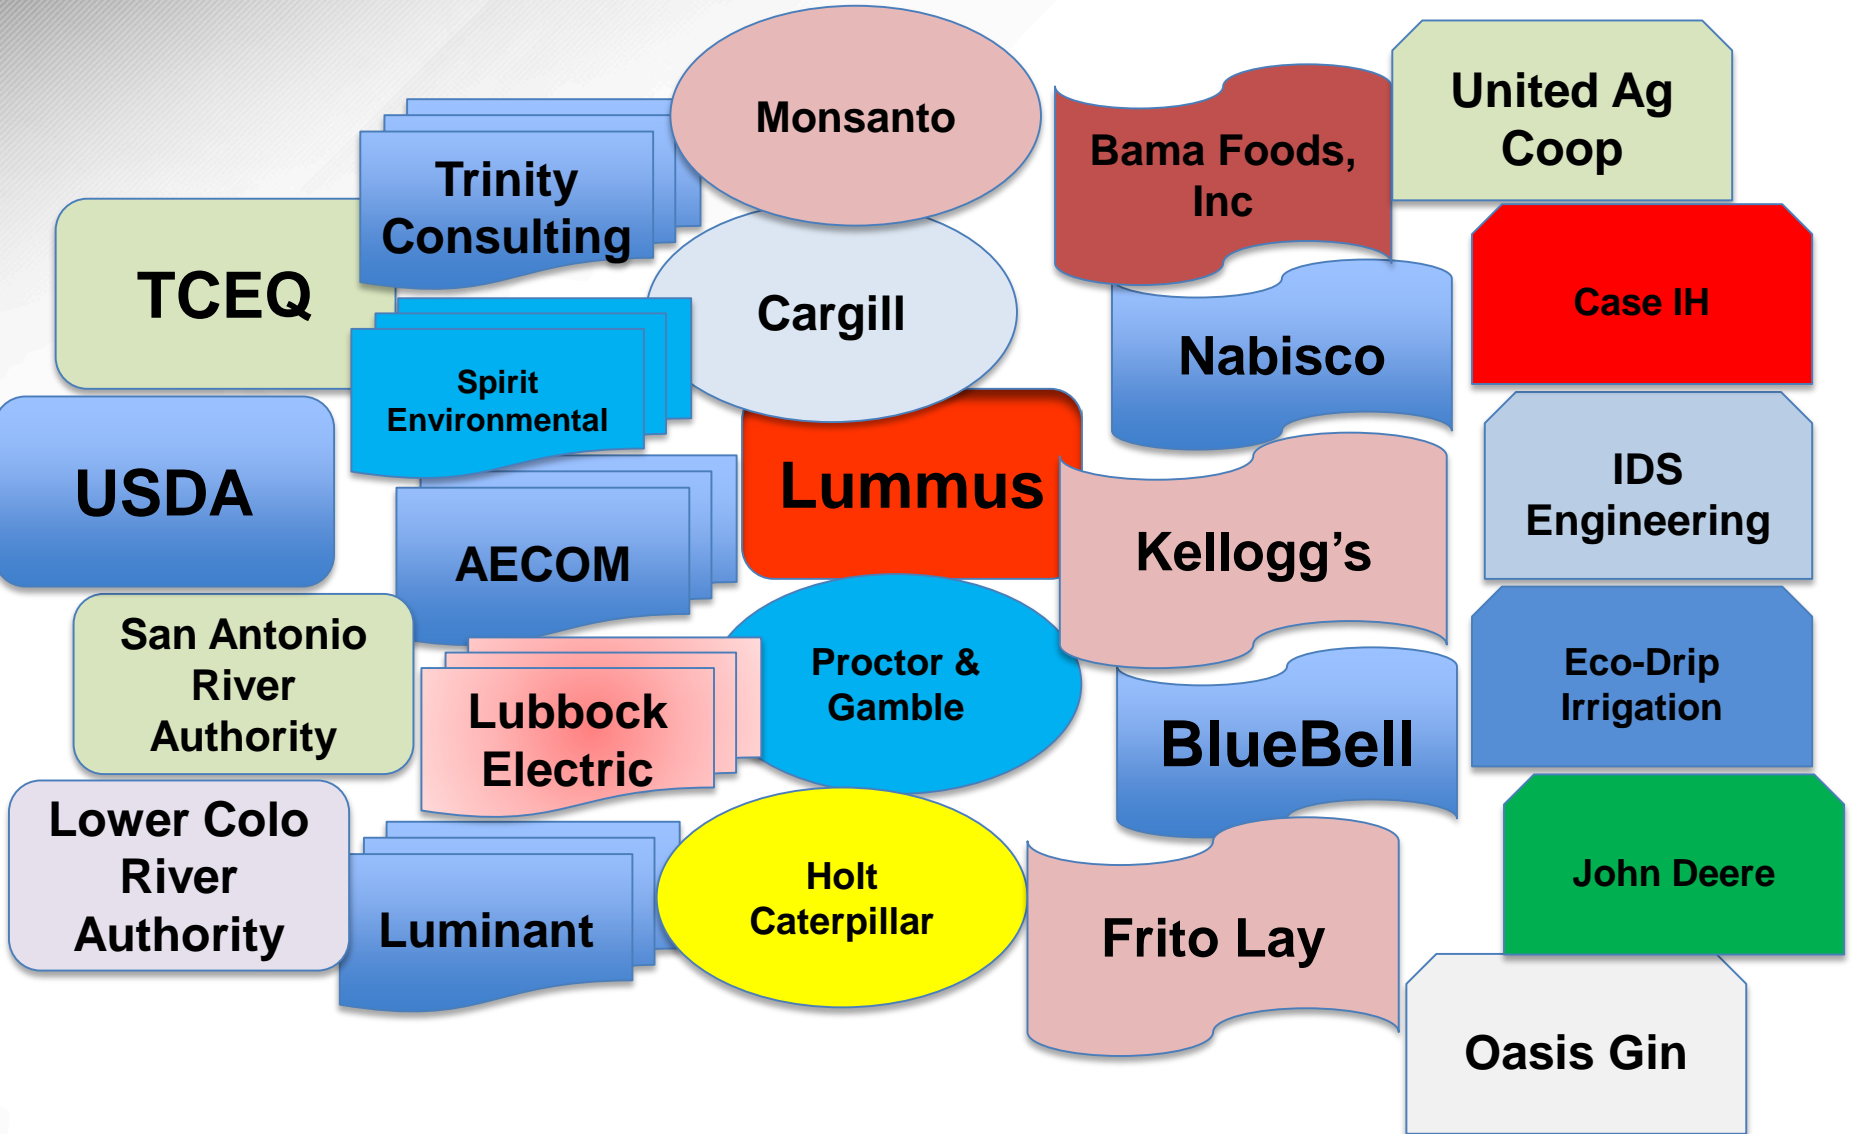 TCEQ
USDA
San Antonio
River
Authority
Lower Colo
River
Authority
Trinity
Consulting
Spirit
Environmental
AECOM
Lubbock
Electric
Luminant
Monsanto
Cargill
Lummus
Proctor &
Gamble
Holt
Caterpillar
Bama Foods,
Inc
Nabisco
Kellogg’s
BlueBell
Frito Lay
United Ag
Coop
Case IH
IDS
Engineering
Eco-Drip
Irrigation
John Deere
Oasis Gin